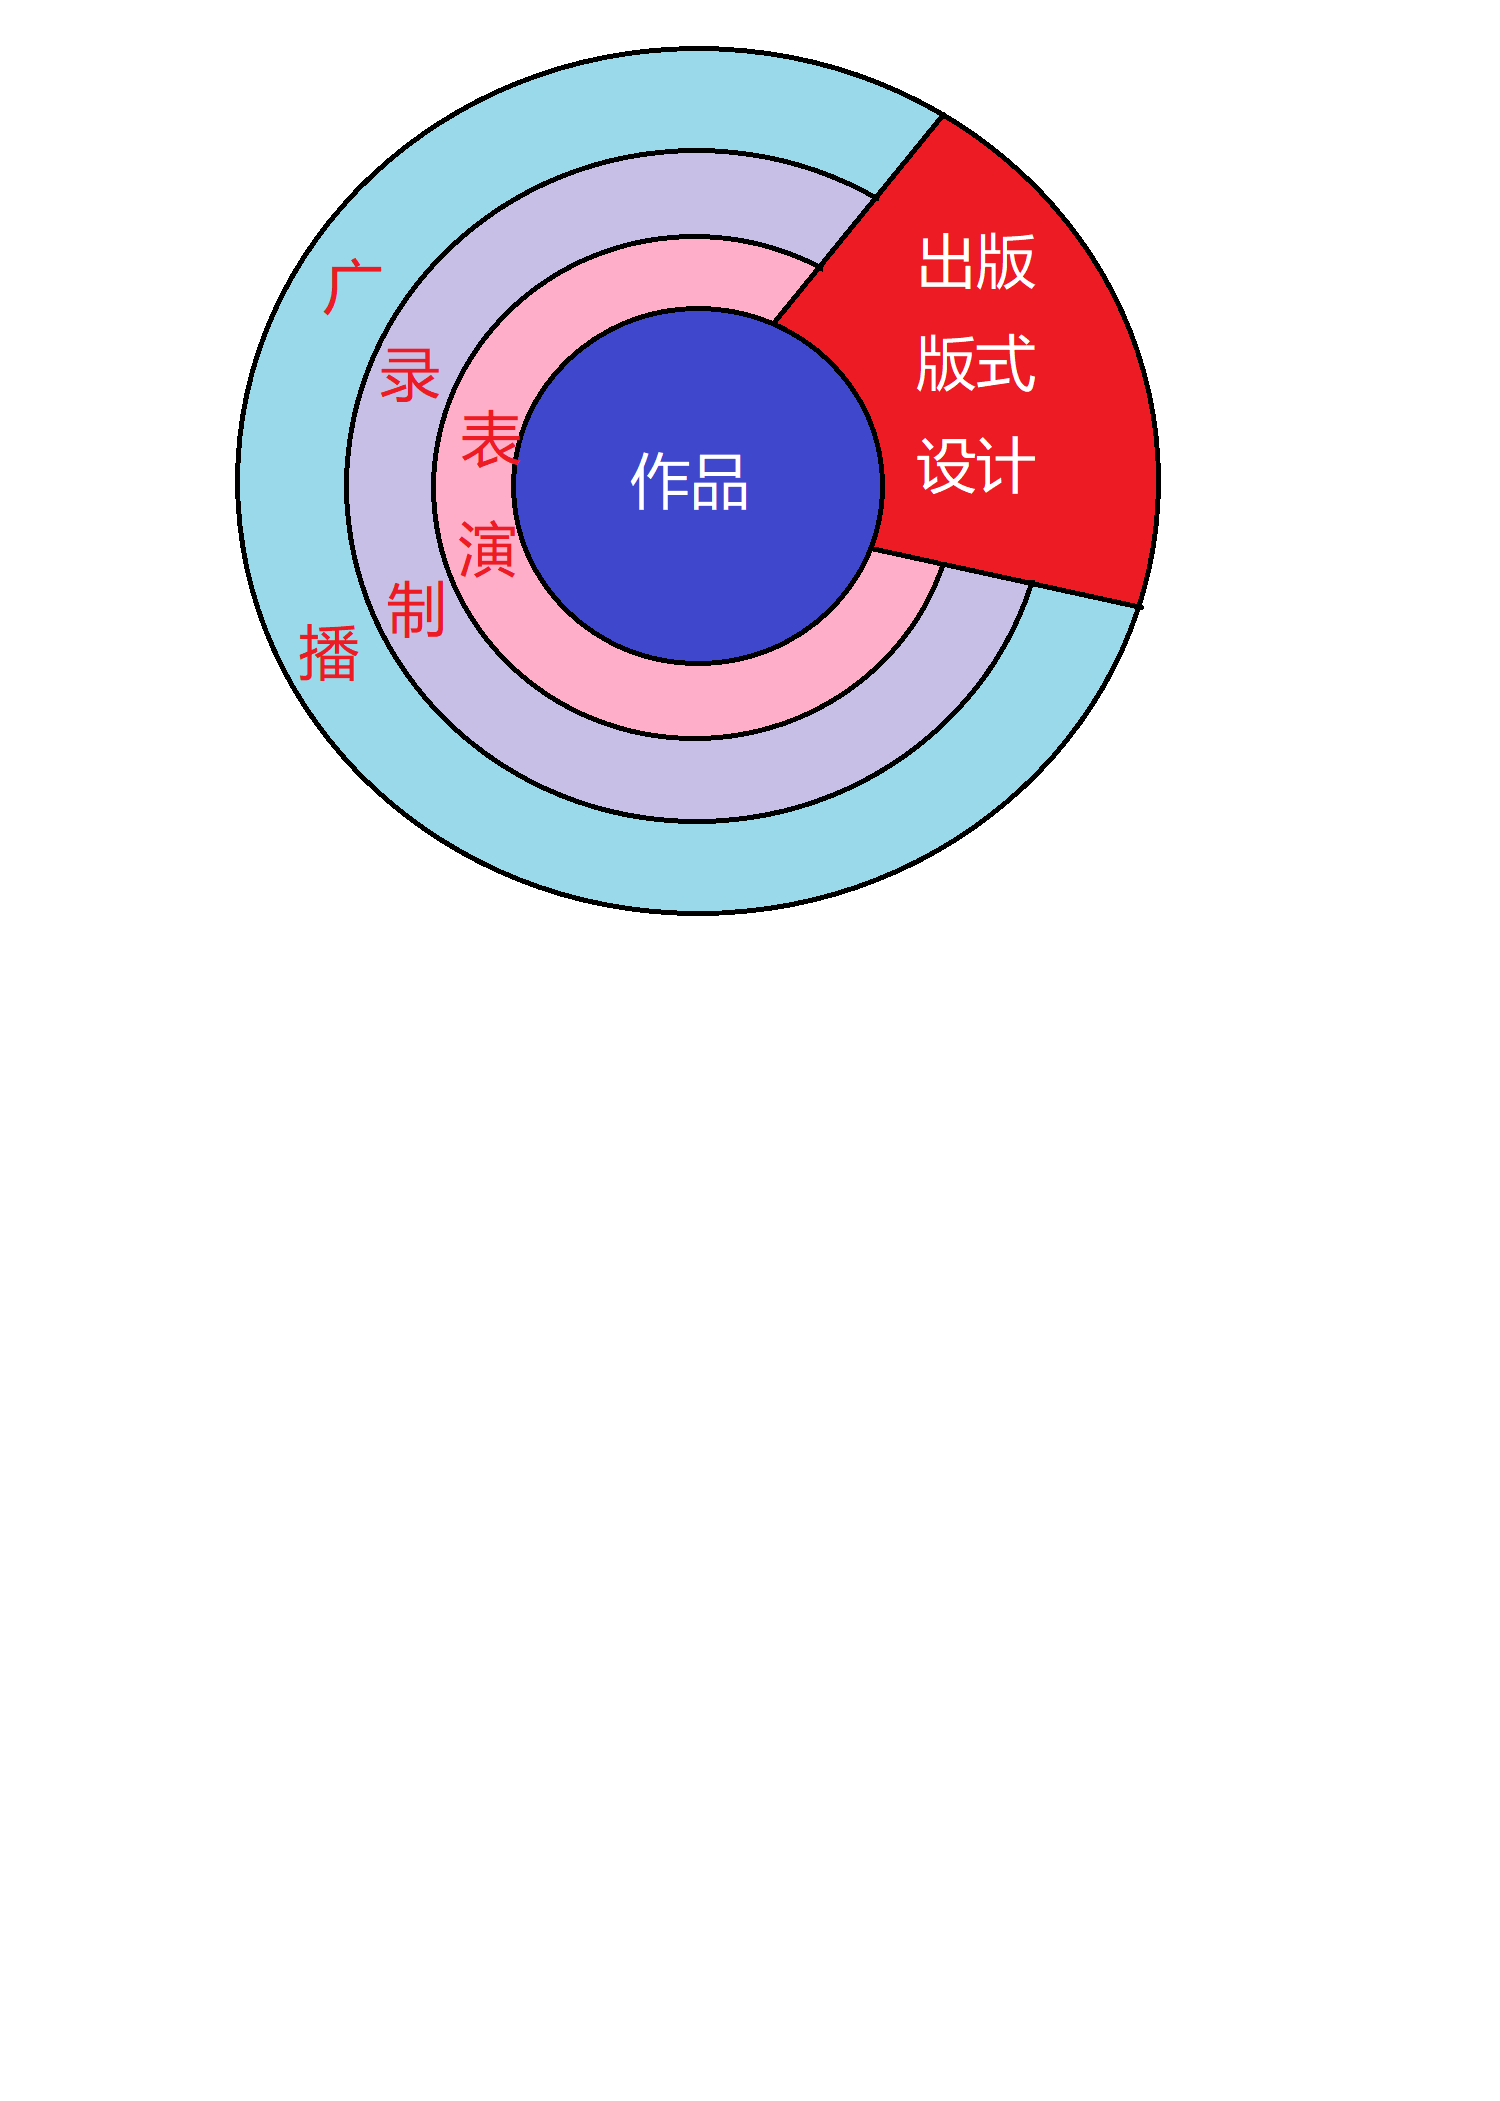 出版
版式
设计
广
录
表
作品
演
制
播